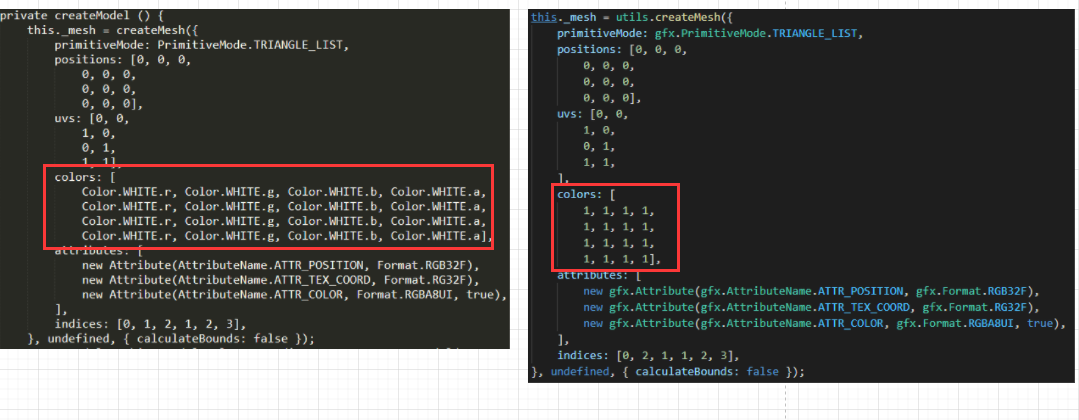 private createModel () {
this._mesh = createMesh({
primitiveMode: PrimitiveMode.TRIANGLE_LIST,
positions: [0, 0, 0,
0, 0, 0,
0, 0, 0,
0, 0, 0],
uvs: [0, 0,
1, 0,
0, 1,
1, 1],
colors: [
Color.WHITE.r, Color.WHITE.g, Color.WHITE.b, Color.WHITE.a,
Color.WHITE.r, Color.WHITE.g, Color.WHITE.b, Color.WHITE.a,
Color.WHITE.r, Color.WHITE.g, Color.WHITE.b, Color.WHITE.a,
Color.WHITE.r, Color.WHITE.g, Color.WHITE.b, Color.WHITE.a],
attributes: [
new Attribute(AttributeName.ATTR_POSITION, Format.RGB32F),
new Attribute(AttributeName.ATTR_TEX_COORD, Format.RG32F),
new Attribute(AttributeName.ATTR_COLOR, Format.RGBA8UI, true),
],
indices: [0, 1, 2, 1, 2, 3],
}, undefined, { calculateBounds: false });
this._mesh = utils.createMesh({
primitiveMode: gfx.PrimitiveMode.TRIANGLE_LIST,
positions: [0, 0, 0,
0, 0, 0,
0, 0, 0,
0, 0, 0],
uvs: [0, 0,
1, 0,
0, 1,
1, 1,
],
colors: [
1, 1, 1, 1,
1, 1, 1, 1,
1, 1, 1, 1,
1, 1, 1, 1],
attributes: [
new gfx.Attribute(gfx.AttributeName.ATTR_POSITION, gfx.Format.RGB32F),
new gfx.Attribute(gfx.AttributeName.ATTR_TEX_COORD, gfx.Format.RG32F),
new gfx.Attribute(gfx.AttributeName.ATTR_COLOR, gfx.Format.RGBA8UI, true),
],
indices: [0, 2, 1, 1, 2, 3],
}, undefined, { calculateBounds: false });